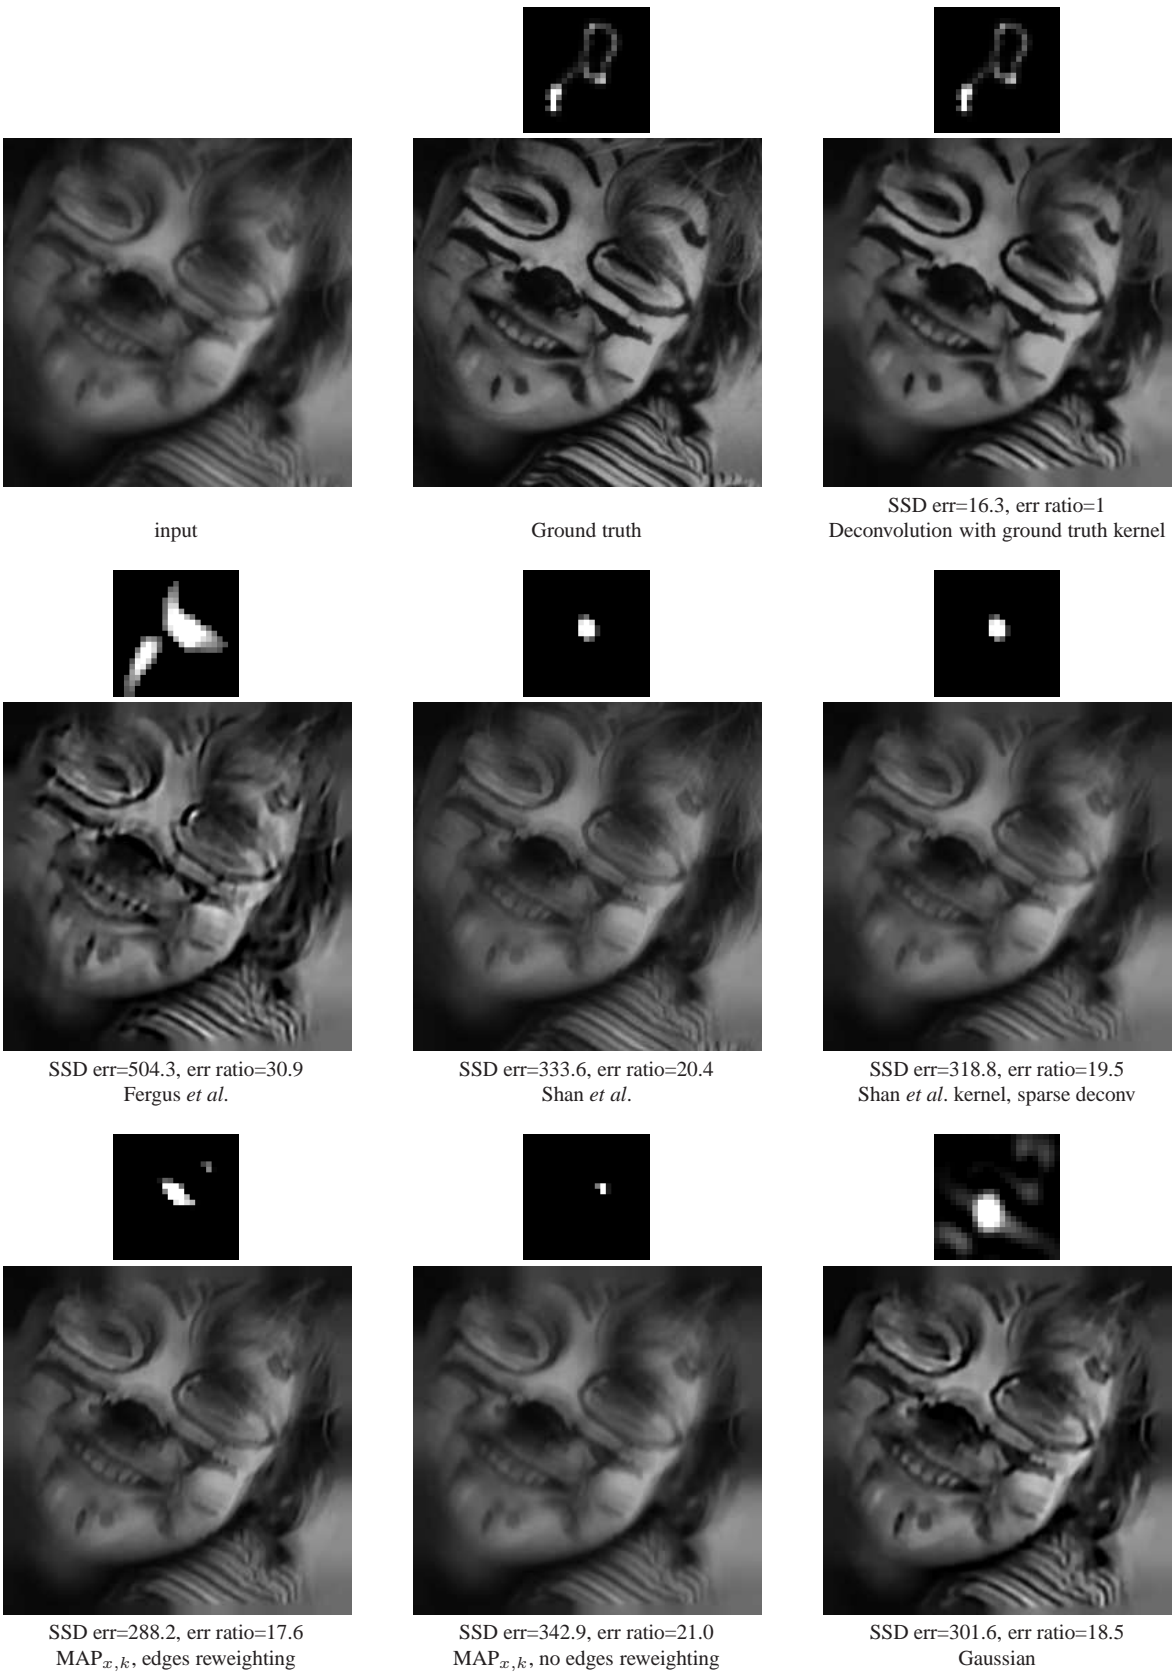 SSD err=16.3, err ratio=1
input
Ground truth
Deconvolution with ground truth kernel
SSD err=504.3, err ratio=30.9
SSD err=333.6, err ratio=20.4
SSD err=318.8, err ratio=19.5
Fergus et al.
Shan et al.
Shan et al. kernel, sparse deconv
SSD err=288.2, err ratio=17.6
SSD err=342.9, err ratio=21.0
SSD err=301.6, err ratio=18.5
MAPx,k, edges reweighting
MAPx,k, no edges reweighting
Gaussian